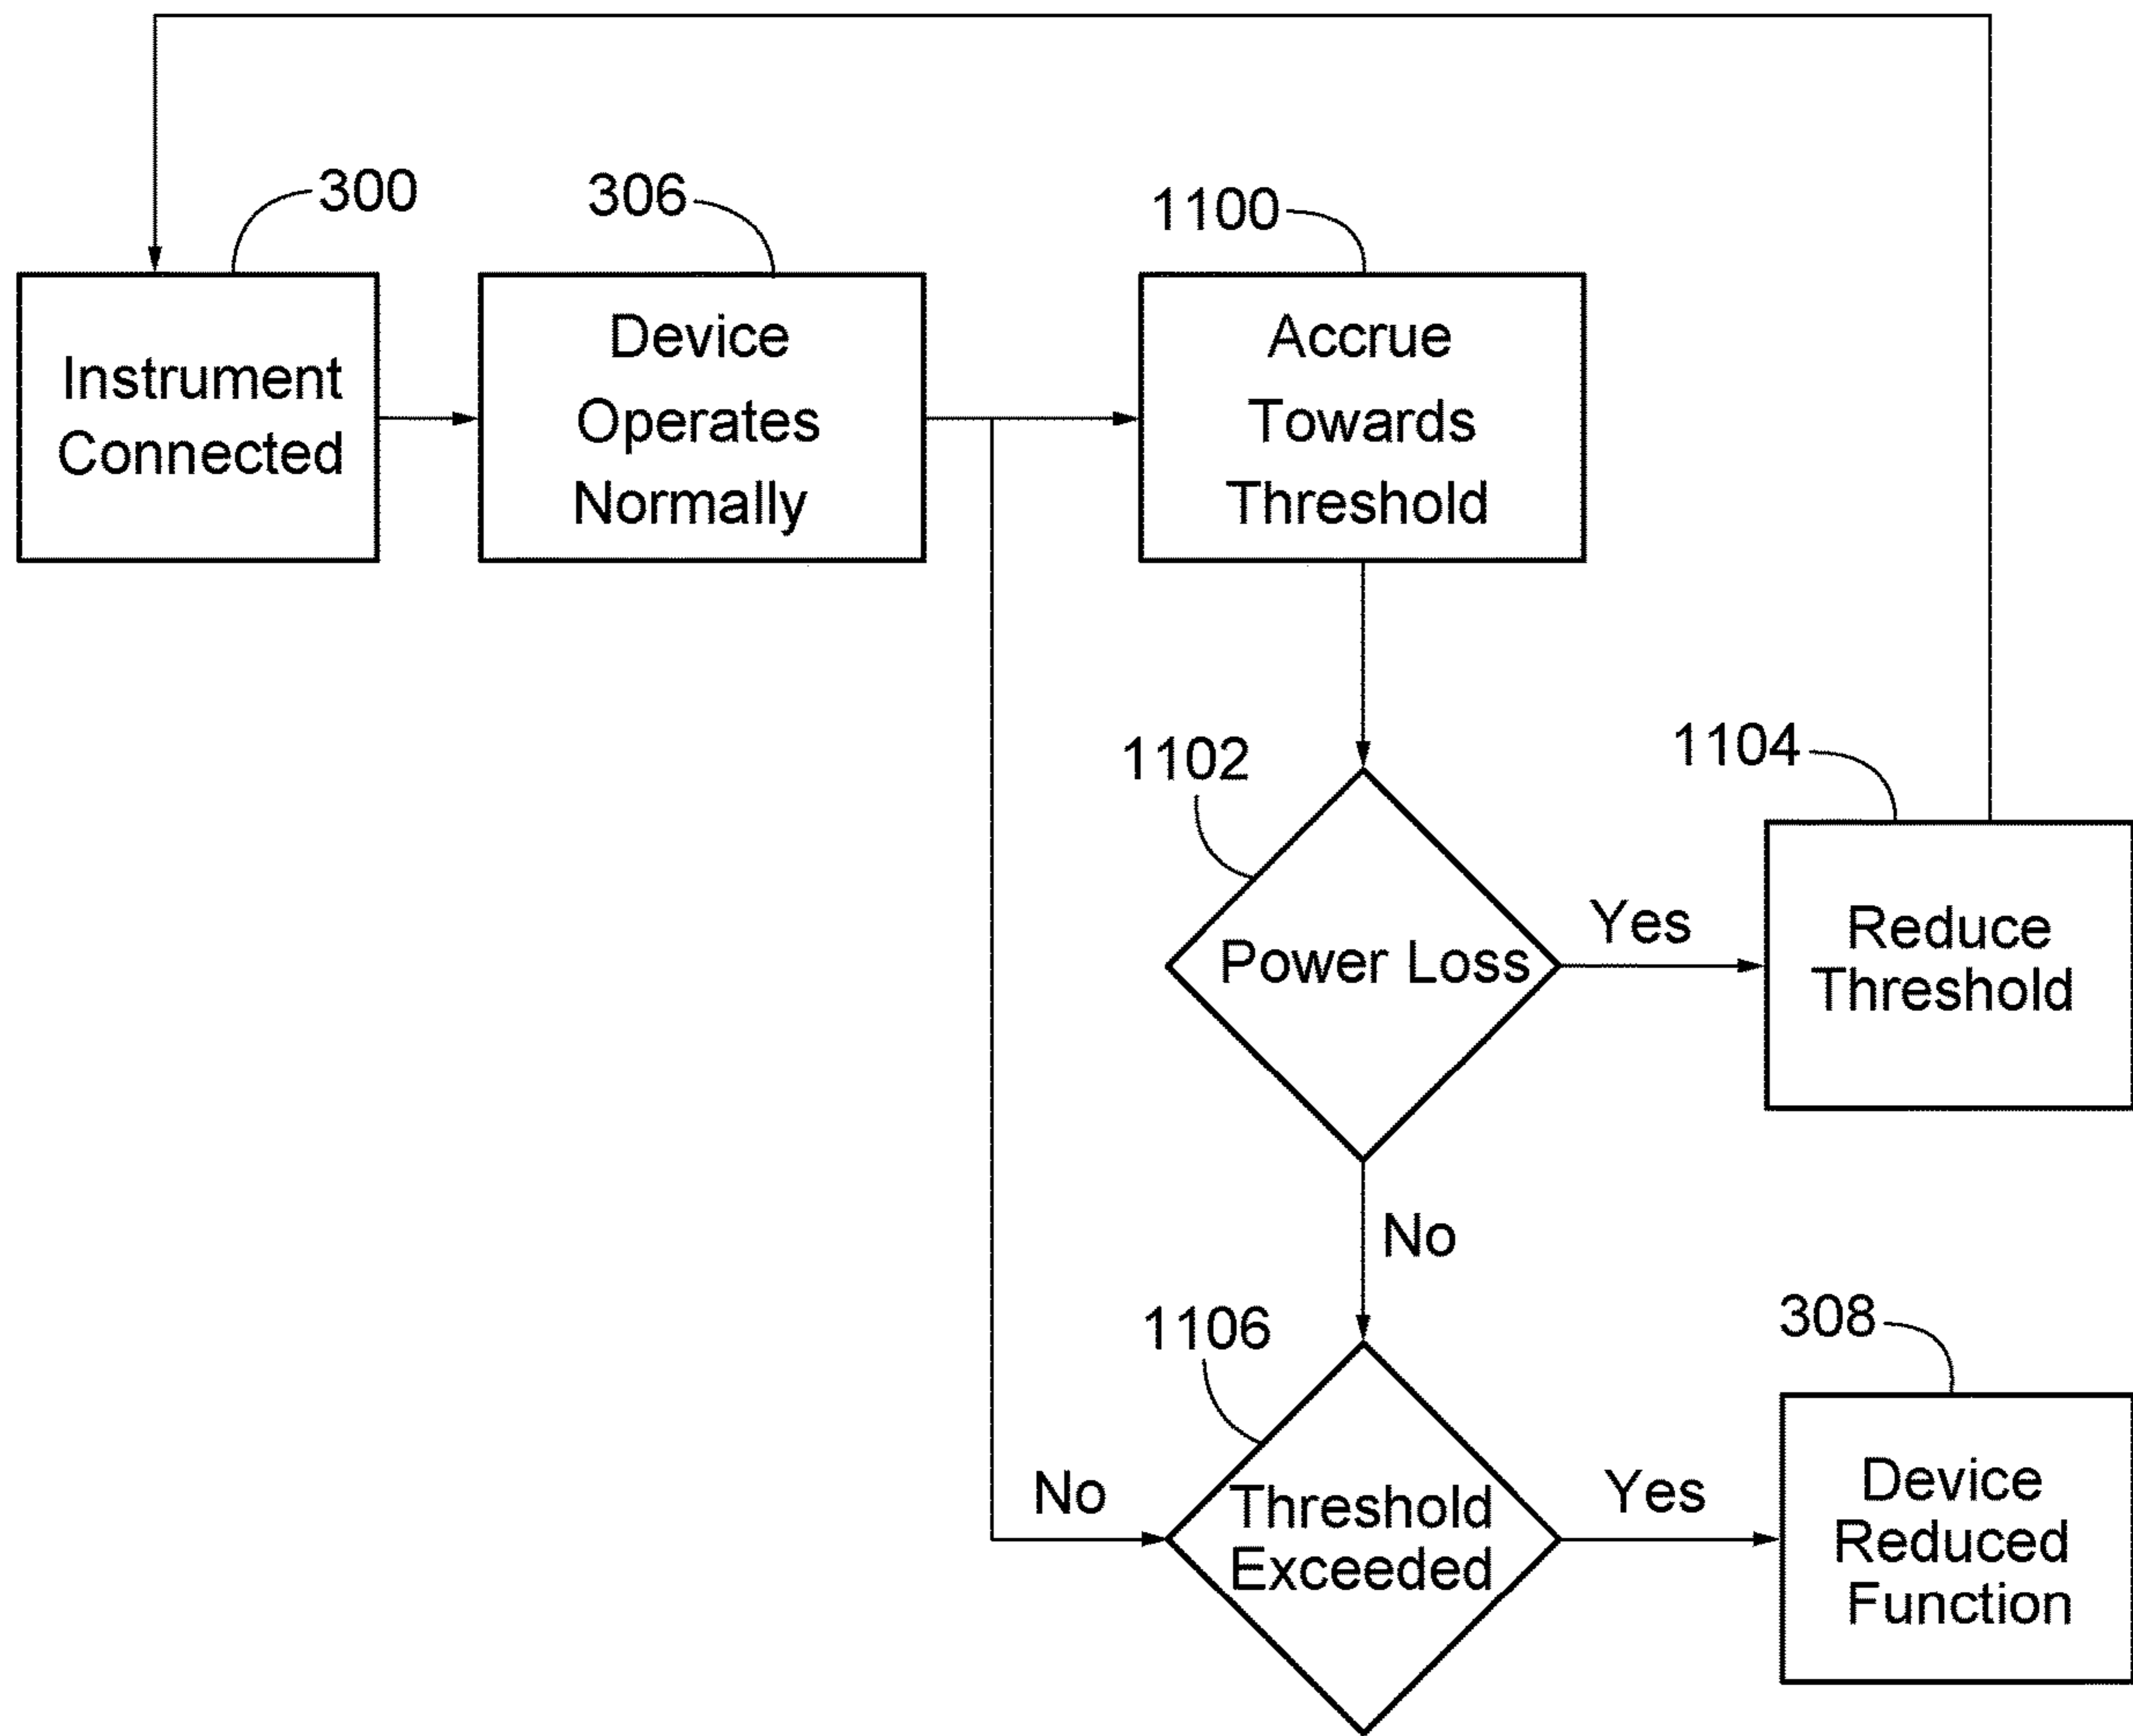 300
306
1100
Instrument
Connected
Device
Operates
Normally
Accrue
Towards
Threshold
1102
1104
Power Loss
Yes
Reduce
Threshold
No
1106
308
No
Threshold
Exceeded
Yes
Device
Reduced
Function